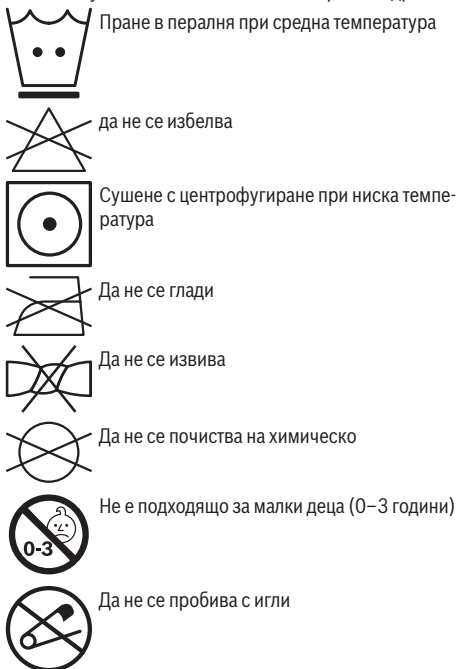 Пране в пералня при средна температура
да не се избелва
Сушене с центрофугиране при ниска темпе-
ратура
Да не се глади
Да не се извива
Да не се почиства на химическо
Не е подходящо за малки деца (0–3 години)
0-3
Да не се пробива с игли